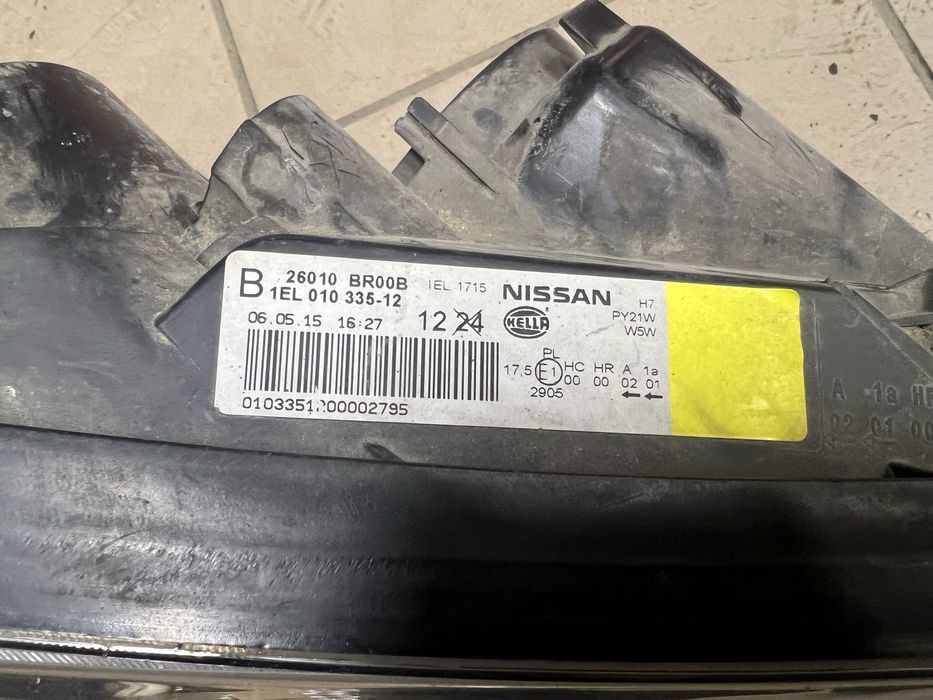 B 26010 BR00B
1EL 010 335-12
1EL 1715
NISSAN
HELLA
H7
PY21W
W5W
06.05.15 16:27
12 24
PL
17,5 E1 HC HR A 1a
00 00 02 01
2905
←←
0103351200002795
A 1a HR
02 01 00